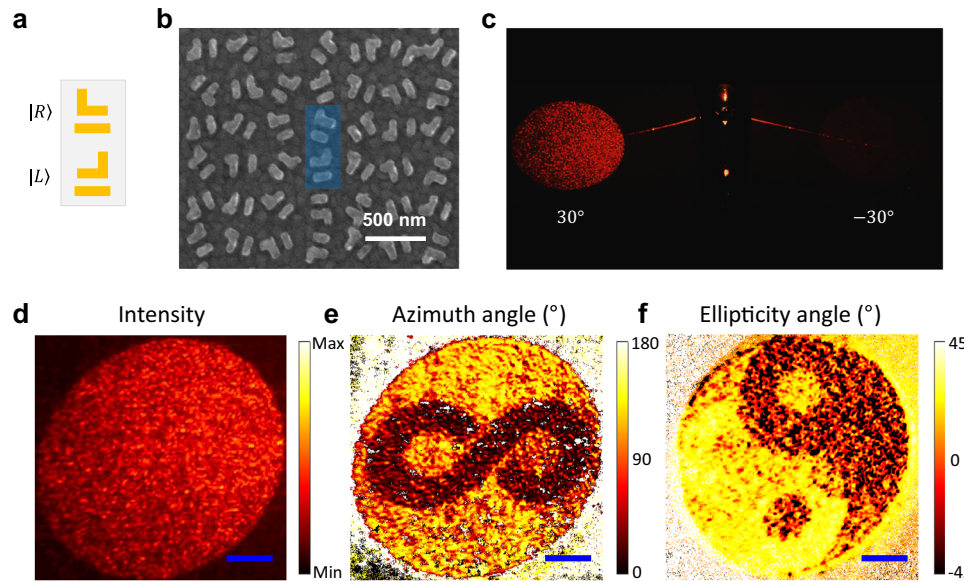 a
b
c
|R⟩
|L⟩
500 nm
30°
−30°
d
Intensity
e
Azimuth angle (°)
f
Ellipticity angle (°)
Max
Min
180
90
0
45
0
-4